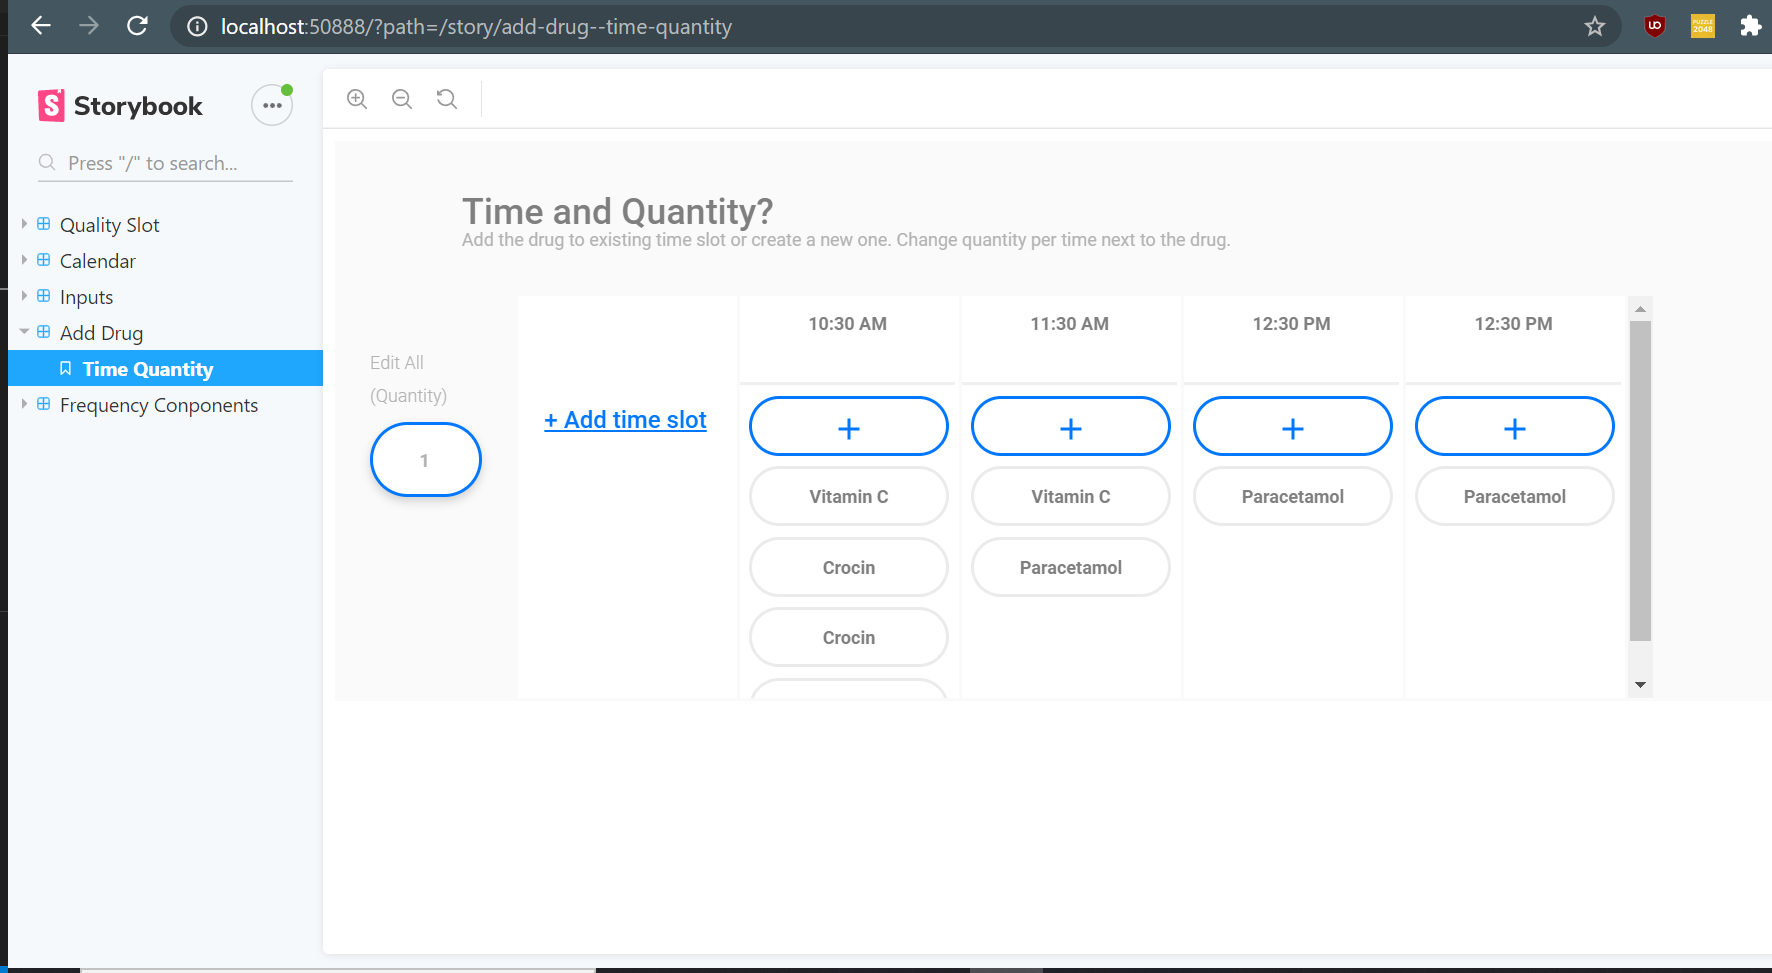 localhost:50888/?path=/story/add-drug--time-quantity
PUZZLE
2048
Storybook
Press "/" to search...
Quality Slot
Calendar
Inputs
Add Drug
Time Quantity
Frequency Conponents
Time and Quantity?
Add the drug to existing time slot or create a new one. Change quantity per time next to the drug.
Edit All
(Quantity)
1
+ Add time slot
10:30 AM
11:30 AM
12:30 PM
12:30 PM
+
+
+
+
Vitamin C
Vitamin C
Paracetamol
Paracetamol
Crocin
Paracetamol
Crocin